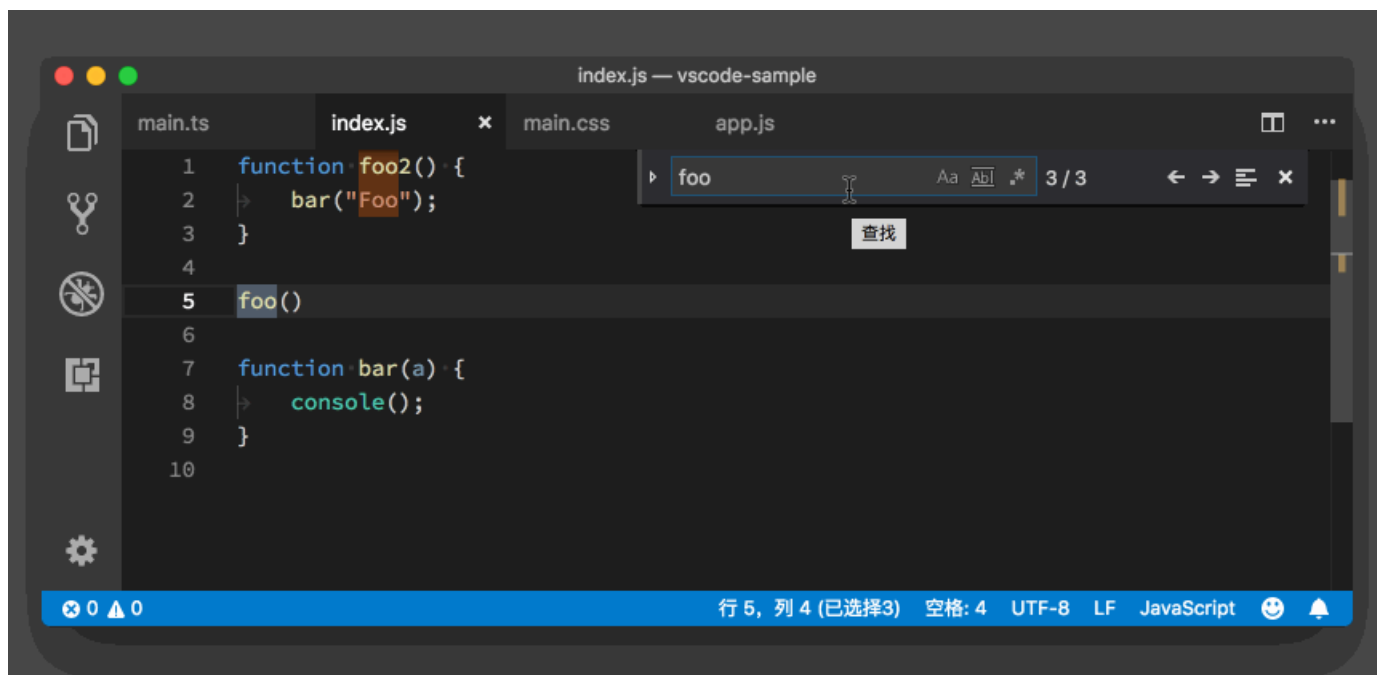 index.js — vscode-sample
main.ts index.js × main.css app.js
foo Aa Abl .* 3 / 3
查找
1 function foo2() {
2 bar("Foo");
3 }
4
5 foo()
6
7 function bar(a) {
8 console();
9 }
10
0 0 行 5，列 4 (已选择3) 空格: 4 UTF-8 LF JavaScript